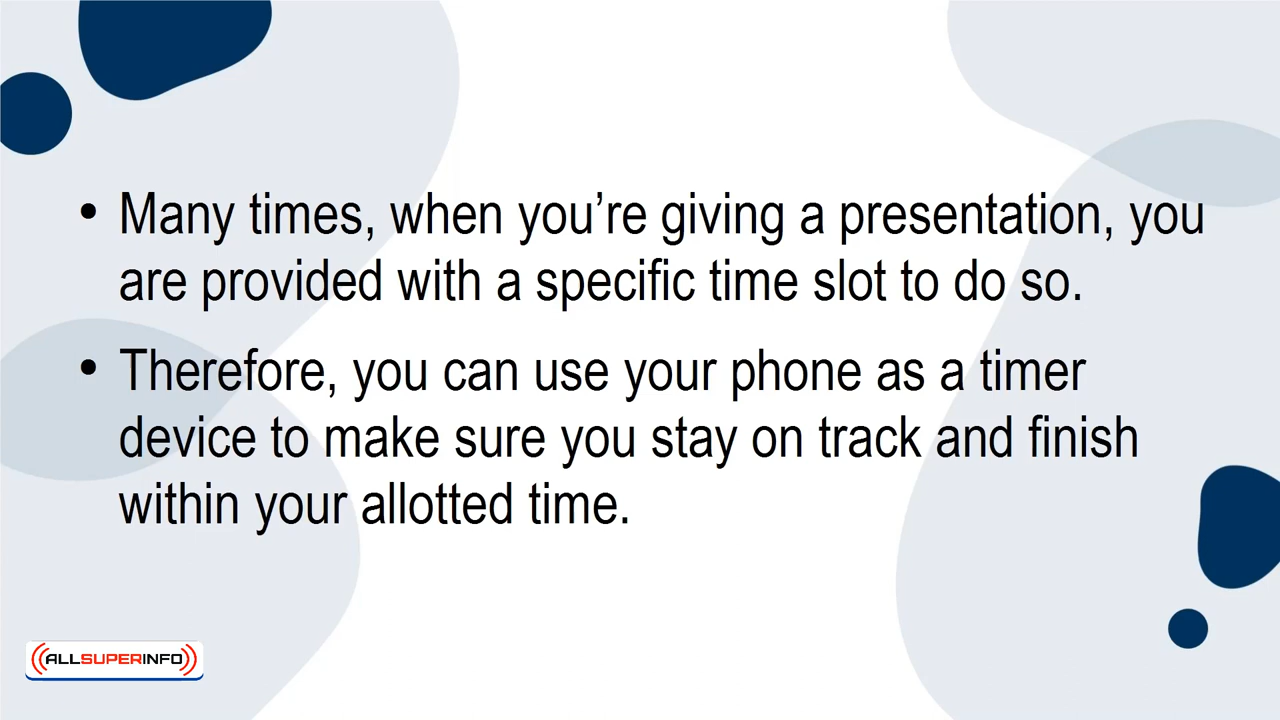 • Many times, when you’re giving a presentation, you
are provided with a specific time slot to do so.
• Therefore, you can use your phone as a timer
device to make sure you stay on track and finish
within your allotted time.
ALLSUPERINFO